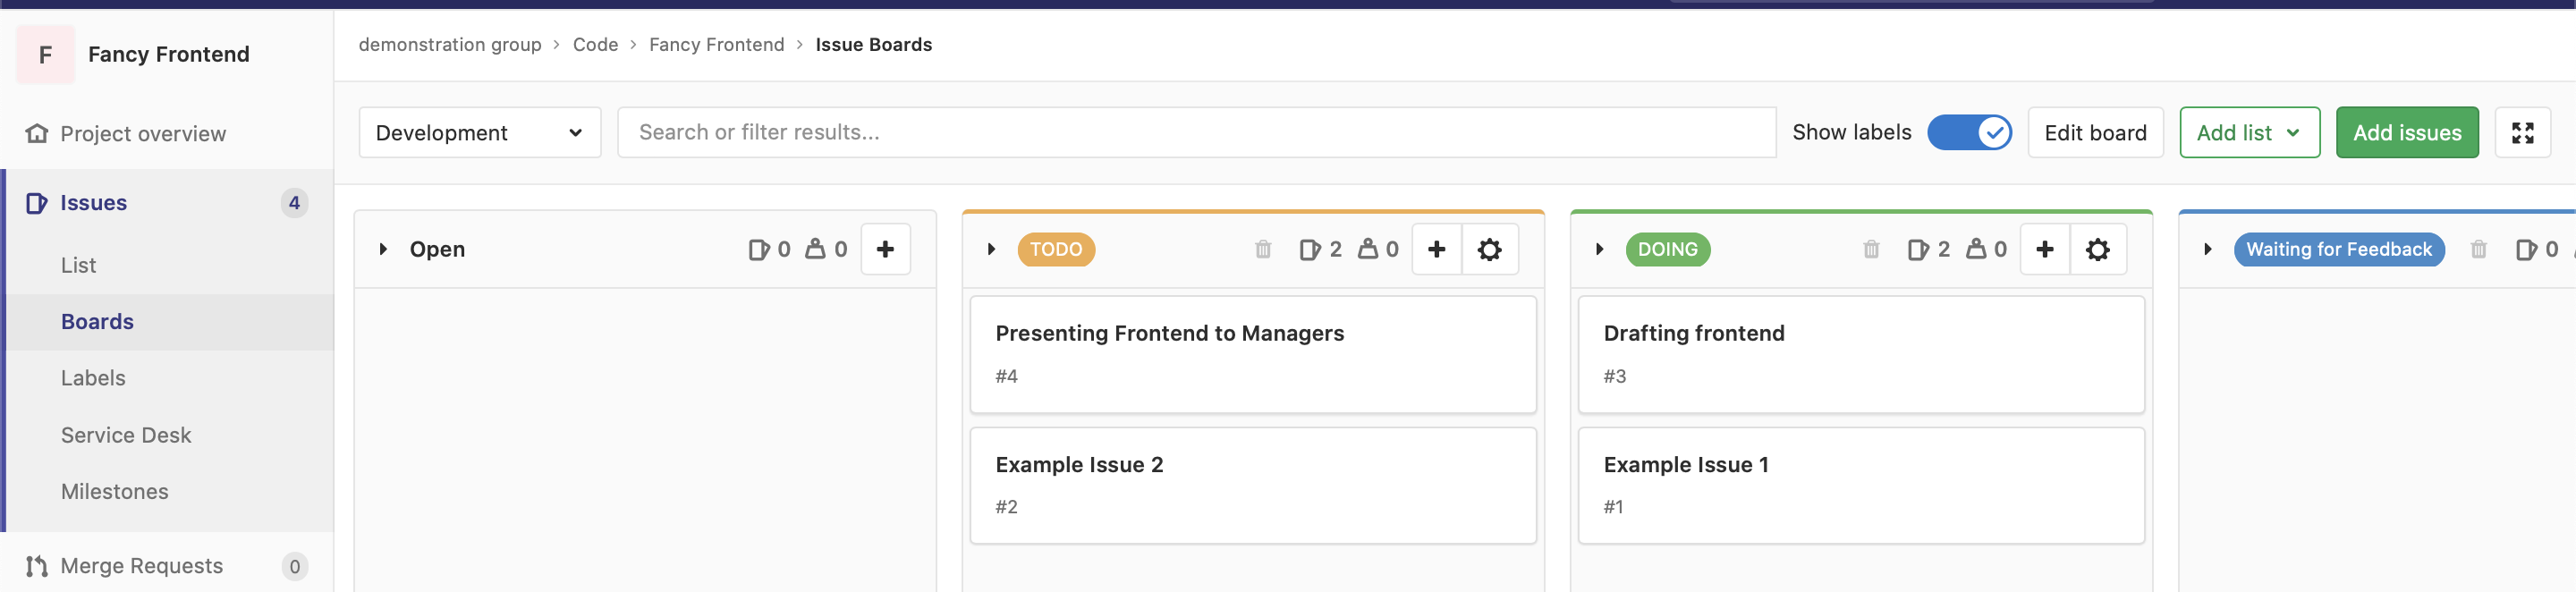 F Fancy Frontend
Project overview
Issues 4
List
Boards
Labels
Service Desk
Milestones
Merge Requests 0
demonstration group > Code > Fancy Frontend > Issue Boards
Development Search or filter results... Show labels Edit board Add list Add issues
Open 0 0
TODO 2 0
Presenting Frontend to Managers
#4
Example Issue 2
#2
DOING 2 0
Drafting frontend
#3
Example Issue 1
#1
Waiting for Feedback 0